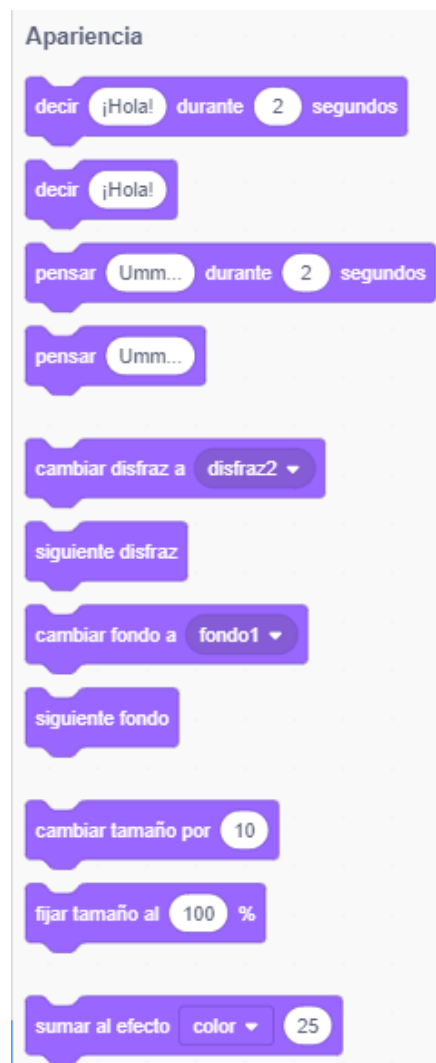 Apariencia
decir ¡Hola! durante 2 segundos
decir ¡Hola!
pensar Umm... durante 2 segundos
pensar Umm...
cambiar disfraz a disfraz2
siguiente disfraz
cambiar fondo a fondo1
siguiente fondo
cambiar tamaño por 10
fijar tamaño al 100 %
sumar al efecto color 25